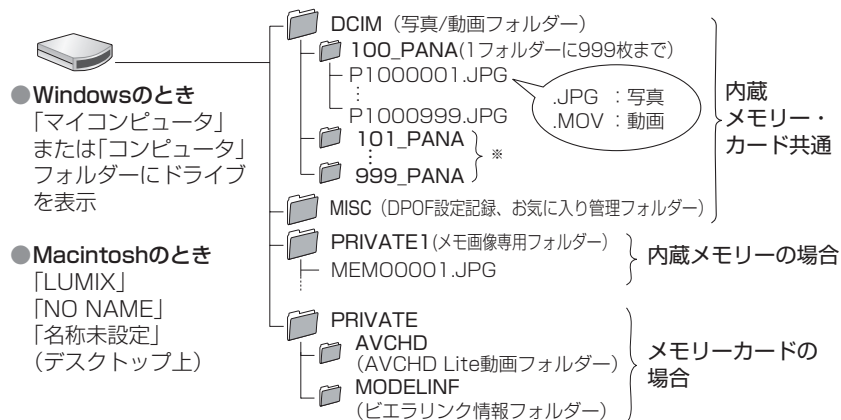 ●Windowsのとき
「マイコンピュータ」
または「コンピュータ」
フォルダーにドライブ
を表示
●Macintoshのとき
「LUMIX」
「NO NAME」
「名称未設定」
（デスクトップ上）
DCIM（写真/動画フォルダー）
100_PANA(1フォルダーに999枚まで)
P1000001.JPG
⋮
P1000999.JPG
.JPG ：写真
.MOV ：動画
101_PANA
⋮
※
999_PANA
MISC（DPOF設定記録、お気に入り管理フォルダー）
内蔵
メモリー・
カード共通
PRIVATE1(メモ画像専用フォルダー)
MEM00001.JPG
⋮
内蔵メモリーの場合
PRIVATE
AVCHD
（AVCHD Lite動画フォルダー）
MODELINF
（ビエラリンク情報フォルダー）
メモリーカードの
場合